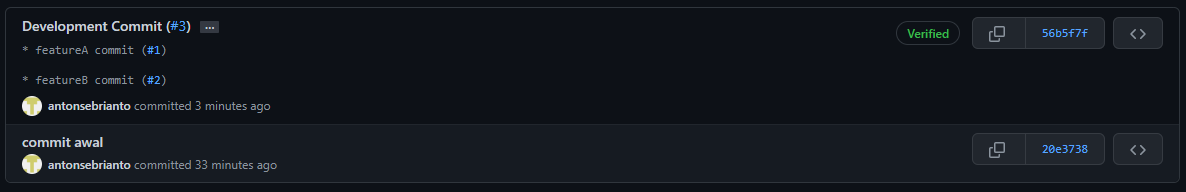 Development Commit (#3) ...
Verified
56b5f7f
* featureA commit (#1)
* featureB commit (#2)
antonsebrianto committed 3 minutes ago
commit awal
20e3738
antonsebrianto committed 33 minutes ago